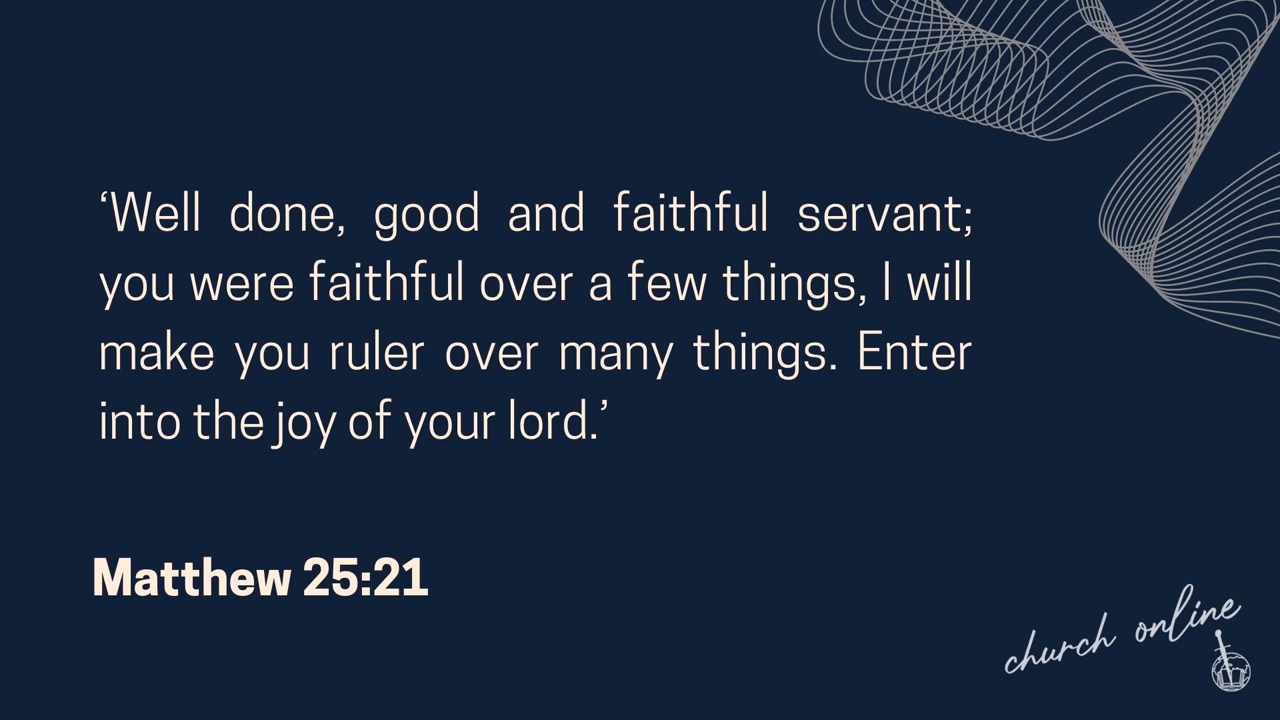 ‘Well done, good and faithful servant;
you were faithful over a few things, I will
make you ruler over many things. Enter
into the joy of your lord.’
Matthew 25:21
church online